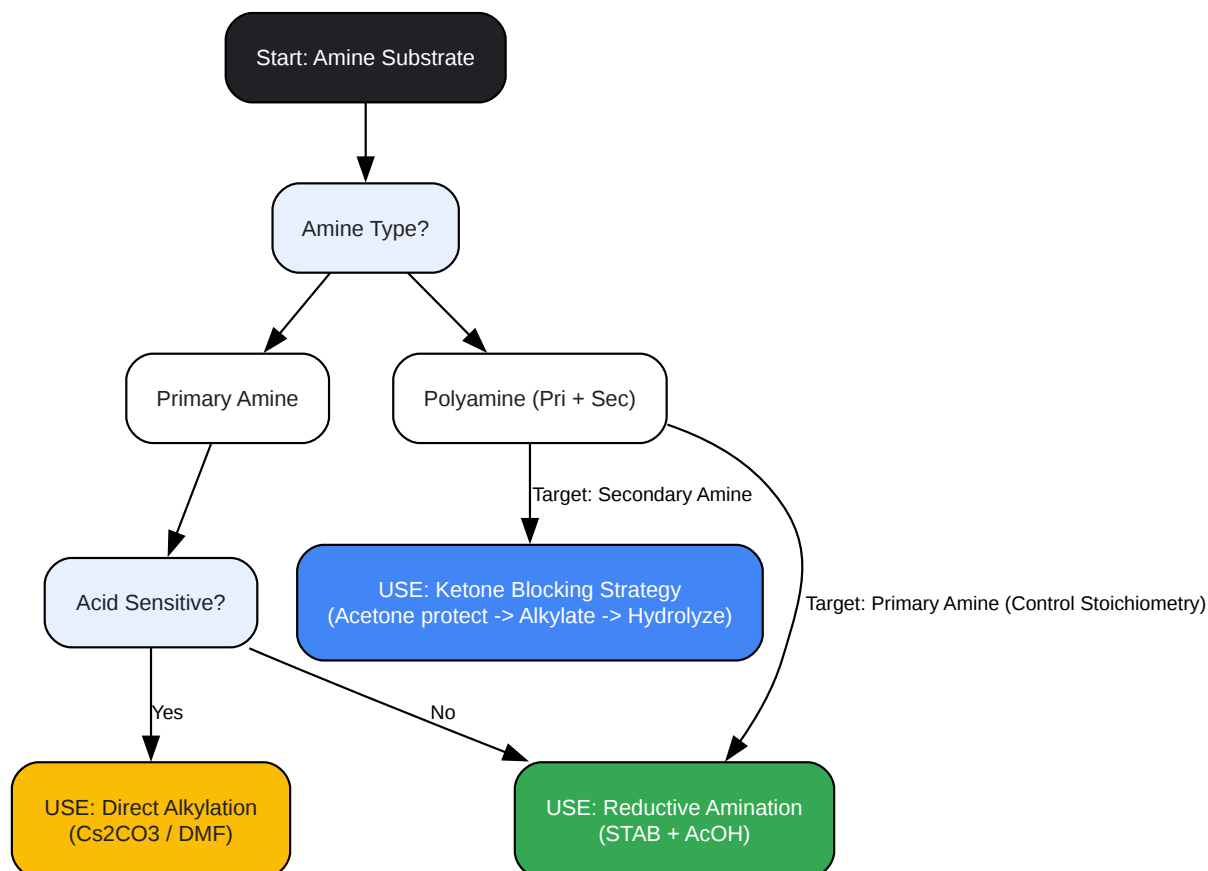 Start: Amine Substrate
Amine Type?
Primary Amine
Polyamine (Pri + Sec)
Target: Secondary Amine
Acid Sensitive?
USE: Ketone Blocking Strategy
(Acetone protect -> Alkylate -> Hydrolyze)
Target: Primary Amine (Control Stoichiometry)
Yes
No
USE: Direct Alkylation
(Cs2CO3 / DMF)
USE: Reductive Amination
(STAB + AcOH)